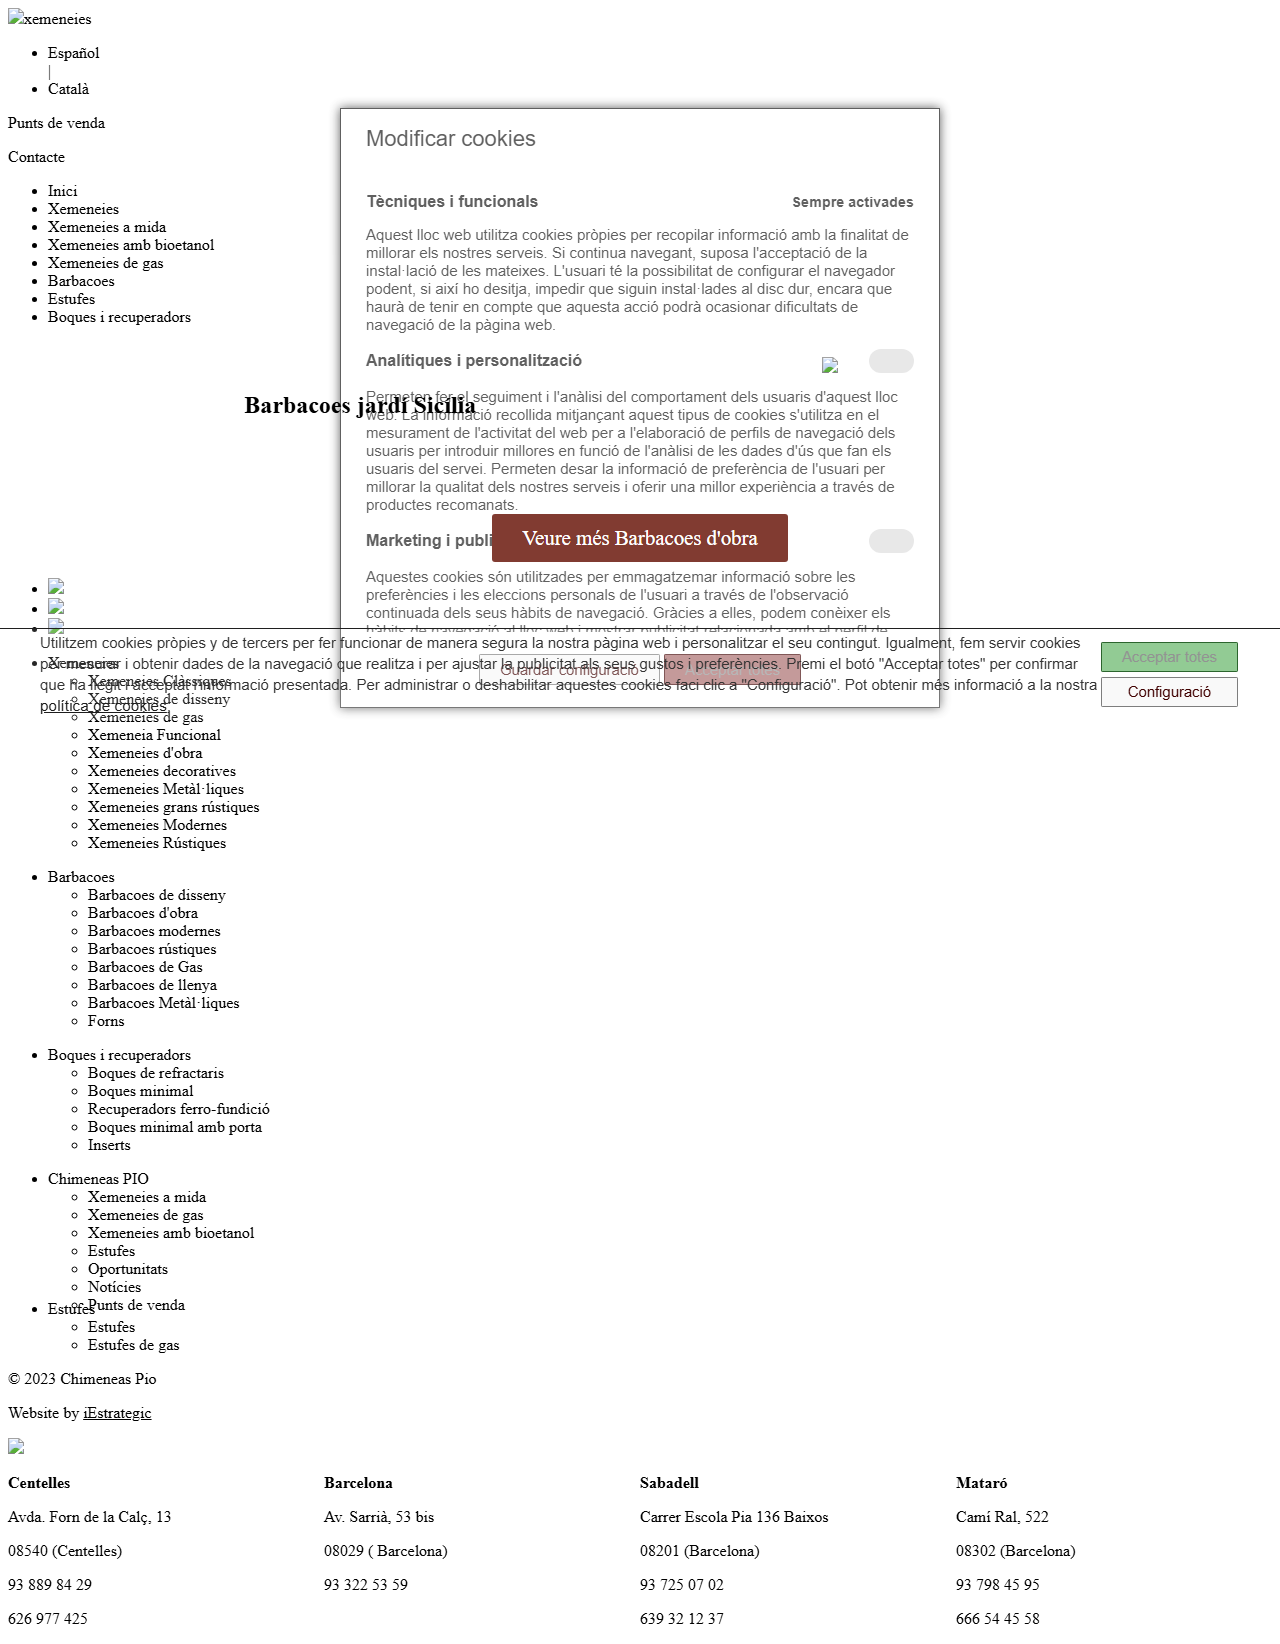 xemeneies
Español
|
Català
Punts de venda
Contacte
Inici
Xemeneies
Xemeneies a mida
Xemeneies amb bioetanol
Xemeneies de gas
Barbacoes
Estufes
Boques i recuperadors
Modificar cookies
Tècniques i funcionals
Sempre activades
Aquest lloc web utilitza cookies pròpies per recopilar informació amb la finalitat de
millorar els nostres serveis. Si continua navegant, suposa l'acceptació de la
instal·lació de les mateixes. L'usuari té la possibilitat de configurar el navegador
podent, si així ho desitja, impedir que siguin instal·lades al disc dur, encara que
haurà de tenir en compte que aquesta acció podrà ocasionar dificultats de
navegació de la pàgina web.
Analítiques i personalització
Permeten fer el seguiment i l'anàlisi del comportament dels usuaris d'aquest lloc
web. La informació recollida mitjançant aquest tipus de cookies s'utilitza en el
mesurament de l'activitat del web per a l'elaboració de perfils de navegació dels
usuaris per introduir millores en funció de l'anàlisi de les dades d'ús que fan els
usuaris del servei. Permeten desar la informació de preferència de l'usuari per
millorar la qualitat dels nostres serveis i oferir una millor experiència a través de
productes recomanats.
Barbacoes jardí Sicília
Marketing i publi
Veure més Barbacoes d'obra
Aquestes cookies són utilitzades per emmagatzemar informació sobre les
preferències i les eleccions personals de l'usuari a través de l'observació
continuada dels seus hàbits de navegació. Gràcies a elles, podem conèixer els
hàbits de navegació al lloc web i mostrar publicitat relacionada amb el perfil de
Guardar configuració
Acceptar totes
Utilitzem cookies pròpies y de tercers per fer funcionar de manera segura la nostra pàgina web i personalitzar el seu contingut. Igualment, fem servir cookies
per mesurar i obtenir dades de la navegació que realitza i per ajustar la publicitat als seus gustos i preferències. Premi el botó "Acceptar totes" per confirmar
que ha llegit i acceptat l'informació presentada. Per administrar o deshabilitar aquestes cookies faci clic a "Configuració". Pot obtenir més informació a la nostra
política de cookies.
Acceptar totes
Configuració
Xemeneies
Xemeneies Clàssiques
Xemeneies de disseny
Xemeneies de gas
Xemeneia Funcional
Xemeneies d'obra
Xemeneies decoratives
Xemeneies Metàl·liques
Xemeneies grans rústiques
Xemeneies Modernes
Xemeneies Rústiques
Barbacoes
Barbacoes de disseny
Barbacoes d'obra
Barbacoes modernes
Barbacoes rústiques
Barbacoes de Gas
Barbacoes de llenya
Barbacoes Metàl·liques
Forns
Boques i recuperadors
Boques de refractaris
Boques minimal
Recuperadors ferro-fundició
Boques minimal amb porta
Inserts
Chimeneas PIO
Xemeneies a mida
Xemeneies de gas
Xemeneies amb bioetanol
Estufes
Oportunitats
Notícies
Punts de venda
Estufes
Estufes
Estufes de gas
© 2023 Chimeneas Pio
Website by iEstrategic
Centelles
Avda. Forn de la Calç, 13
08540 (Centelles)
93 889 84 29
626 977 425
Barcelona
Av. Sarrià, 53 bis
08029 ( Barcelona)
93 322 53 59
Sabadell
Carrer Escola Pia 136 Baixos
08201 (Barcelona)
93 725 07 02
639 32 12 37
Mataró
Camí Ral, 522
08302 (Barcelona)
93 798 45 95
666 54 45 58